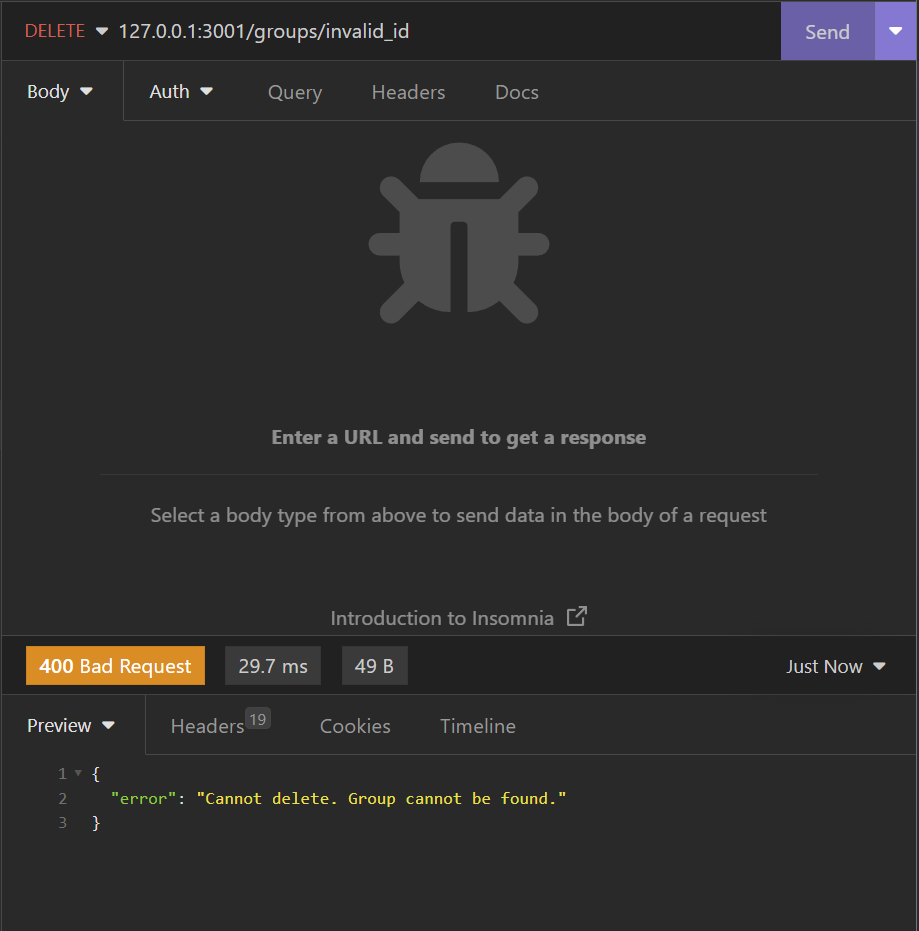 DELETE 127.0.0.1:3001/groups/invalid_id Send
Body Auth Query Headers Docs
Enter a URL and send to get a response
Select a body type from above to send data in the body of a request
Introduction to Insomnia
400 Bad Request 29.7 ms 49 B Just Now
Preview Headers 19 Cookies Timeline
1 {
2 "error": "Cannot delete. Group cannot be found."
3 }